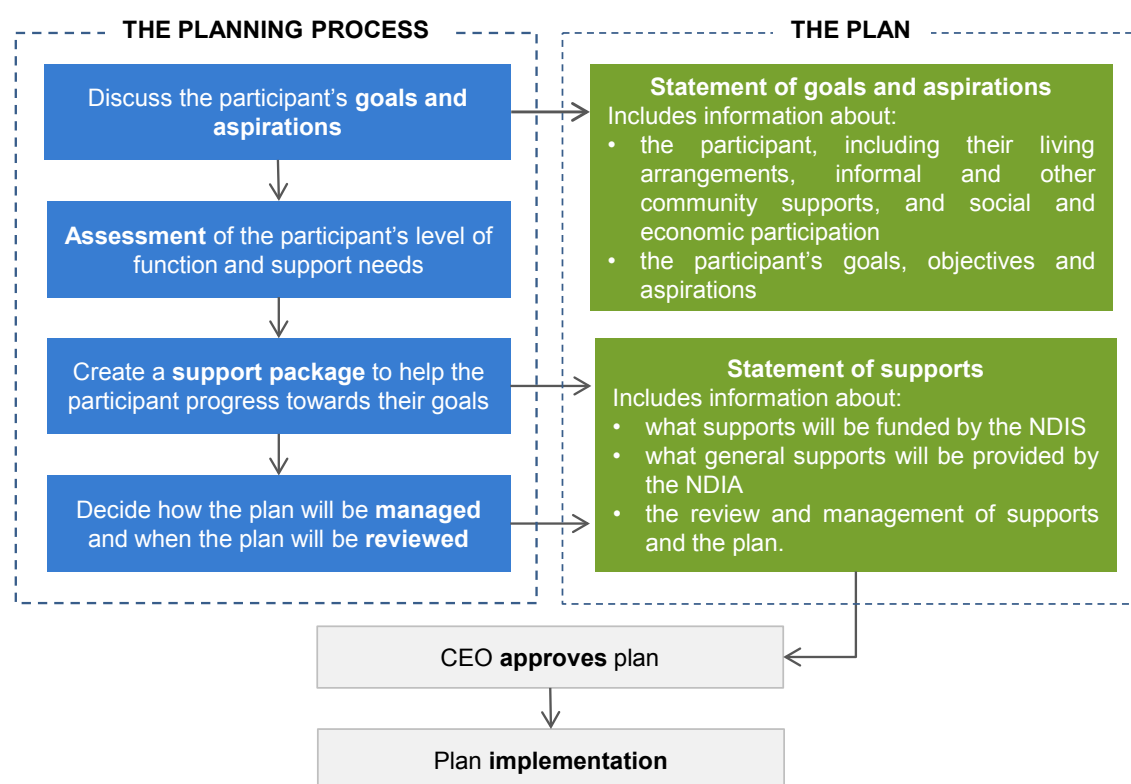 THE PLANNING PROCESS
Discuss the participant's goals and
aspirations
Assessment of the participant's level of
function and support needs
Create a support package to help the
participant progress towards their goals
Decide how the plan will be managed
and when the plan will be reviewed
THE PLAN
Statement of goals and aspirations
Includes information about:
• the participant, including their living
arrangements, informal and other
community supports, and social and
economic participation
• the participant's goals, objectives and
aspirations
Statement of supports
Includes information about:
• what supports will be funded by the NDIS
• what general supports will be provided by
the NDIA
• the review and management of supports
and the plan.
CEO approves plan
Plan implementation